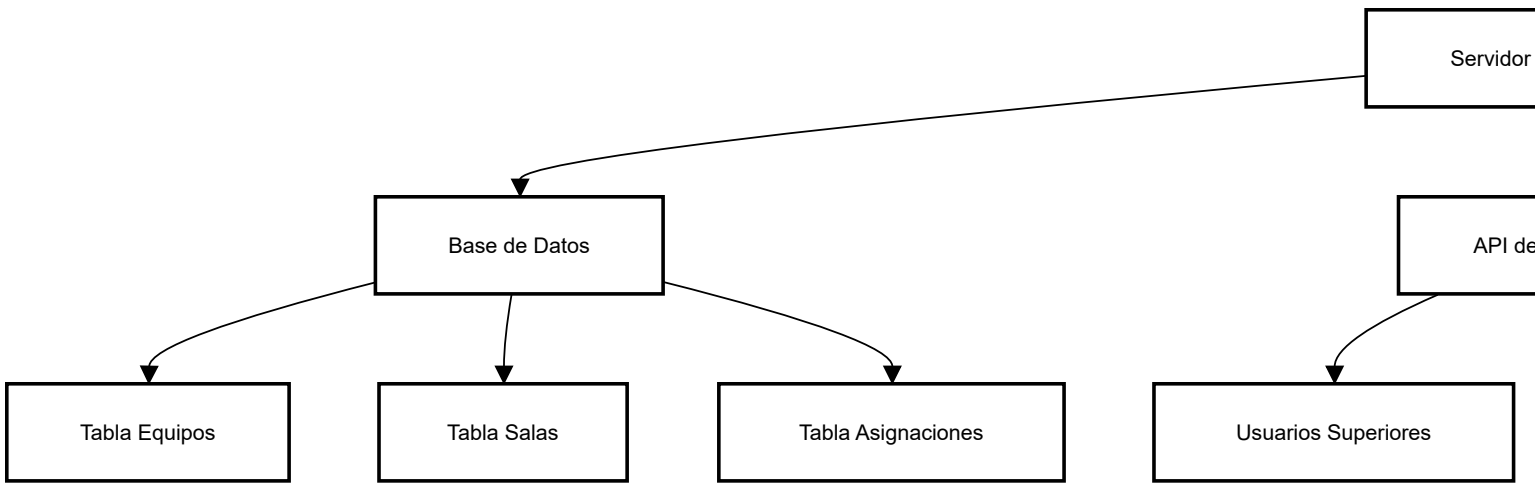 Servidor
Base de Datos
API de
Tabla Equipos
Tabla Salas
Tabla Asignaciones
Usuarios Superiores